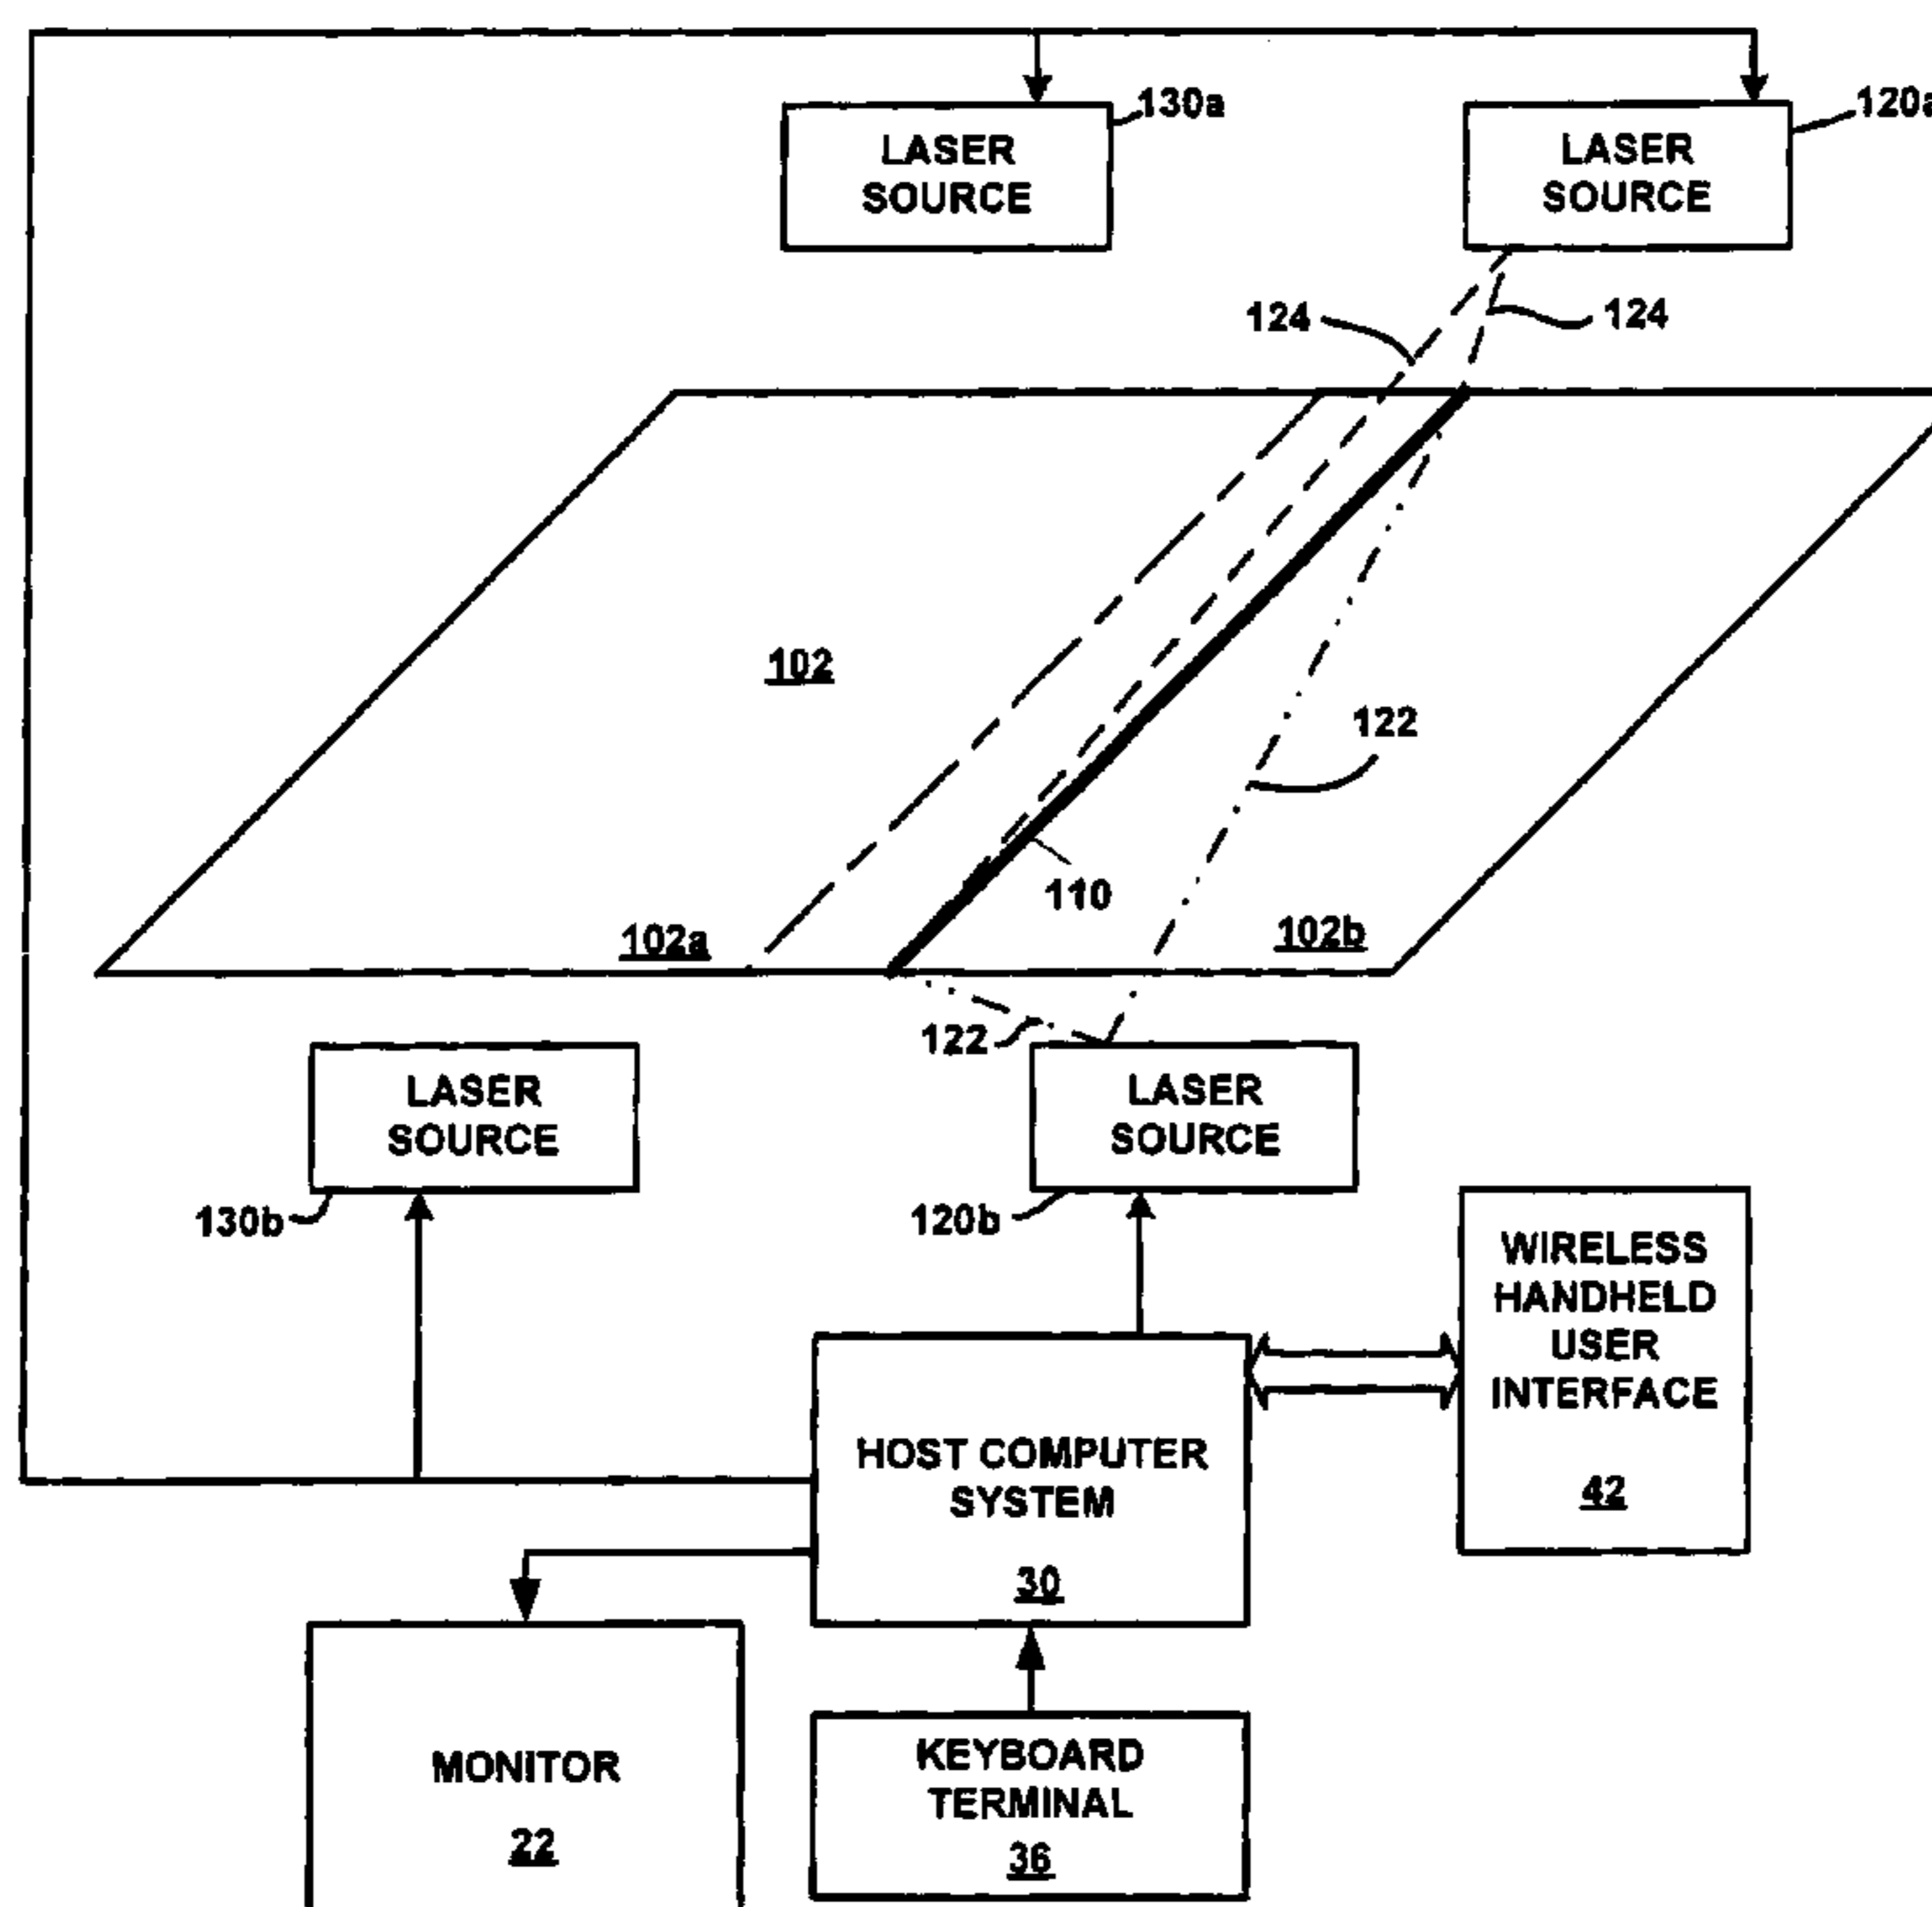 130a
120a
LASER
SOURCE
LASER
SOURCE
124
124
102
122
110
102a
102b
122
LASER
SOURCE
LASER
SOURCE
130b
120b
WIRELESS
HANDHELD
USER
INTERFACE
42
HOST COMPUTER
SYSTEM
30
MONITOR
22
KEYBOARD
TERMINAL
36